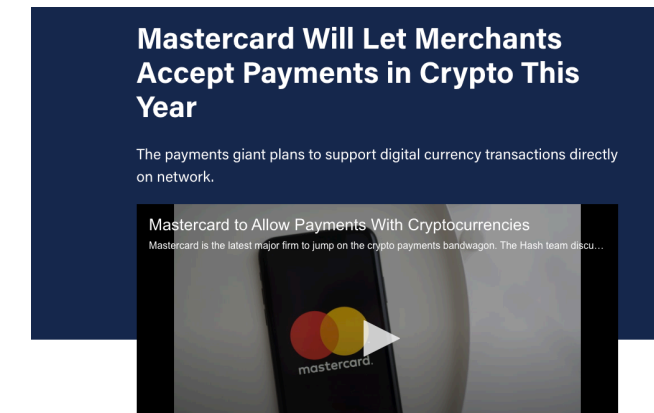 Mastercard Will Let Merchants
Accept Payments in Crypto This
Year
The payments giant plans to support digital currency transactions directly
on network.
Mastercard to Allow Payments With Cryptocurrencies
Mastercard is the latest major firm to jump on the crypto payments bandwagon. The Hash team discu…
mastercard.